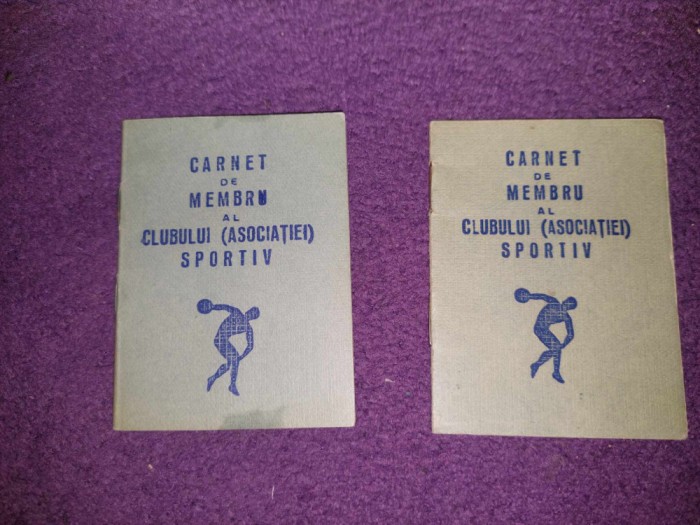 CARNET
DE
MEMBRU
AL
CLUBULUI (ASOCIAȚIEI)
SPORTIV
CARNET
DE
MEMBRU
AL
CLUBULUI (ASOCIAȚIEI)
SPORTIV